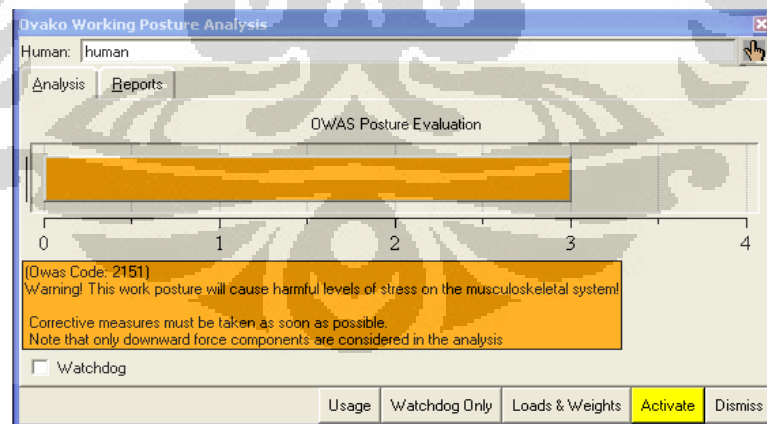 Ovako Working Posture Analysis
Human: human
Analysis Reports
OWAS Posture Evaluation
0 1 2 3 4
(Owas Code: 2151)
Warning! This work posture will cause harmful levels of stress on the musculoskeletal system!
Corrective measures must be taken as soon as possible.
Note that only downward force components are considered in the analysis
Watchdog
Usage Watchdog Only Loads & Weights Activate Dismiss